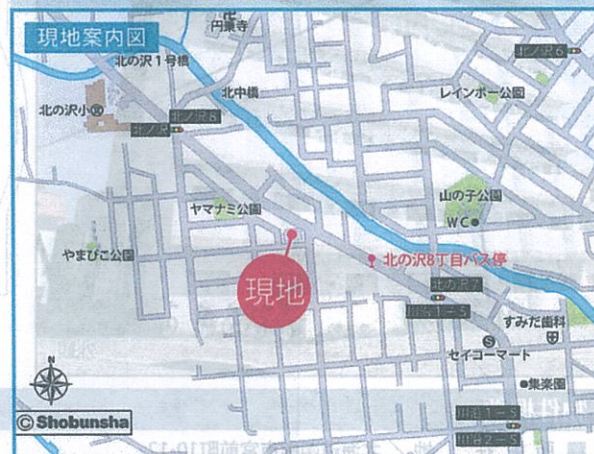 現地案内図
円乗寺
北の沢1号橋
北ノ沢6
北中橋
レインボー公園
北の沢小
北ノ沢8
北ノ沢
山の子公園
WC
ヤマナミ公園
やまびこ公園
北の沢8丁目バス停
現地
北の沢7
川沿1-5
すみだ歯科
S
セイコーマート
集楽園
N
川沿1-5
川沿2-5
© Shobunsha